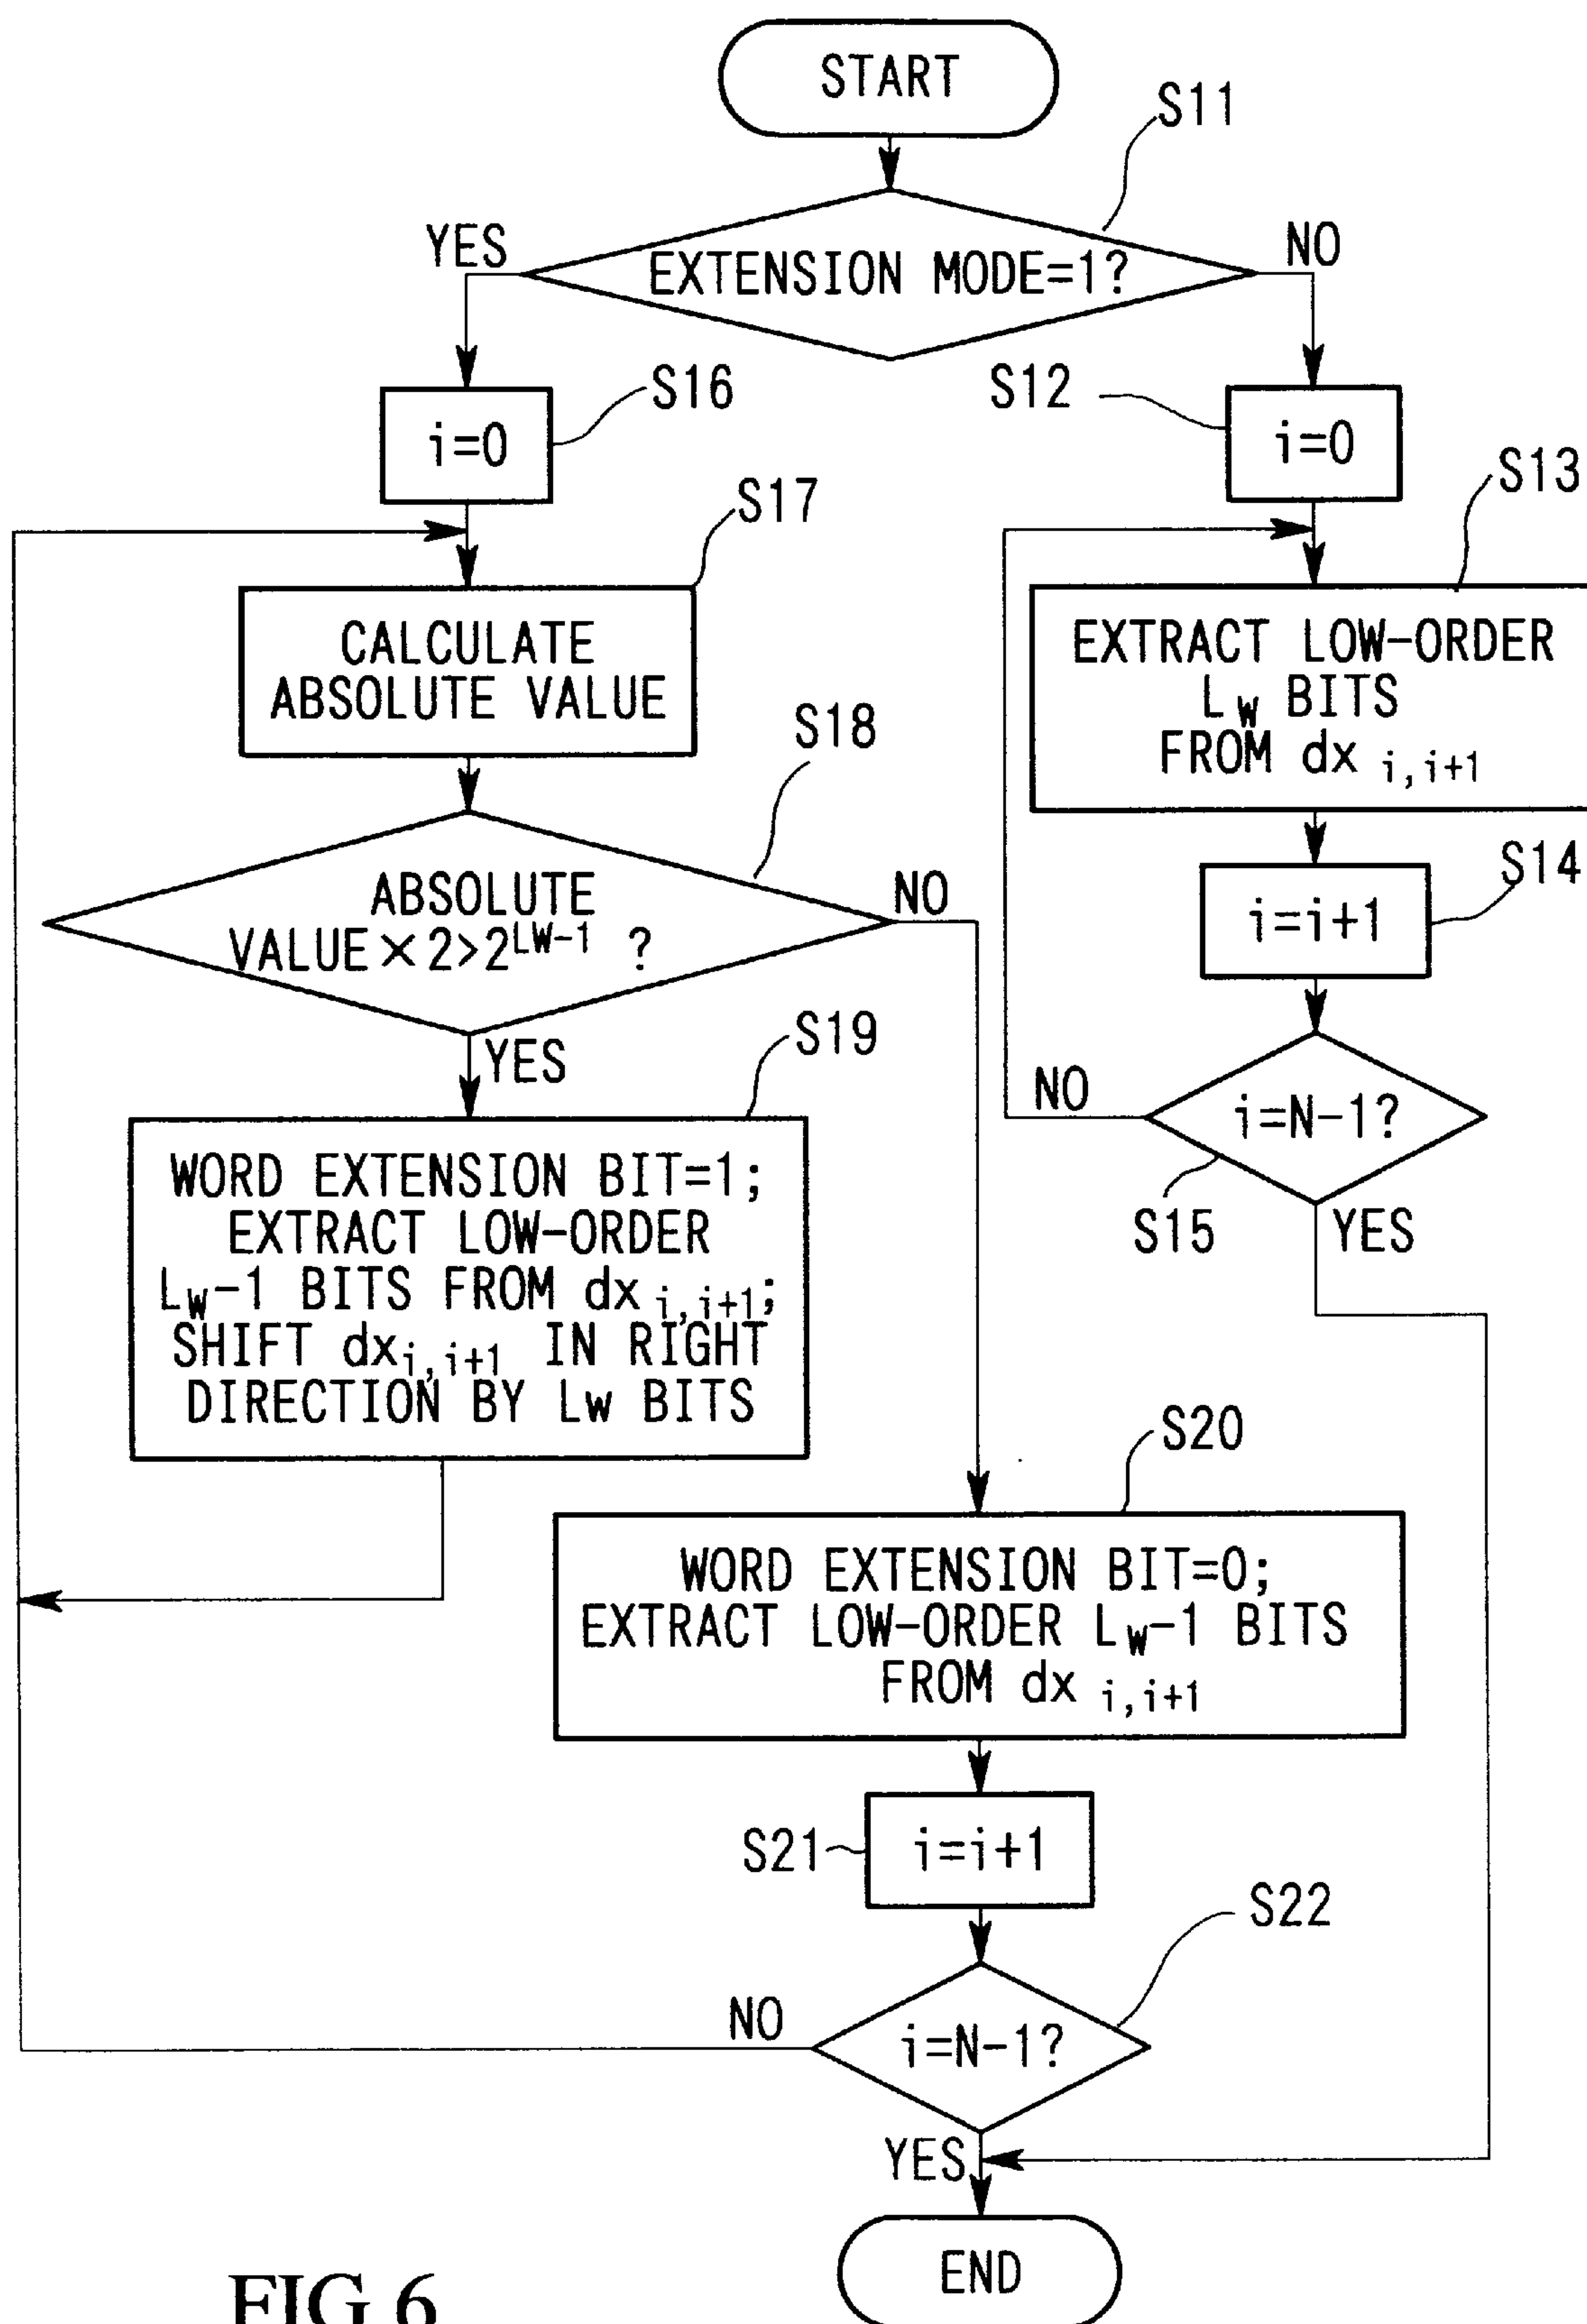 START
S11
YES
EXTENSION MODE=1?
NO
S16
i=0
S12
i=0
S17
S13
CALCULATE
ABSOLUTE VALUE
EXTRACT LOW-ORDER
LW BITS
FROM dx i,i+1
S18
ABSOLUTE
VALUE×2>2^LW-1 ?
NO
S14
i=i+1
YES
S19
NO
i=N-1?
S15
YES
WORD EXTENSION BIT=1;
EXTRACT LOW-ORDER
LW-1 BITS FROM dx i,i+1;
SHIFT dxi,i+1 IN RIGHT
DIRECTION BY LW BITS
S20
WORD EXTENSION BIT=0;
EXTRACT LOW-ORDER LW-1 BITS
FROM dx i,i+1
S21
i=i+1
S22
NO
i=N-1?
YES
END
FIG.6